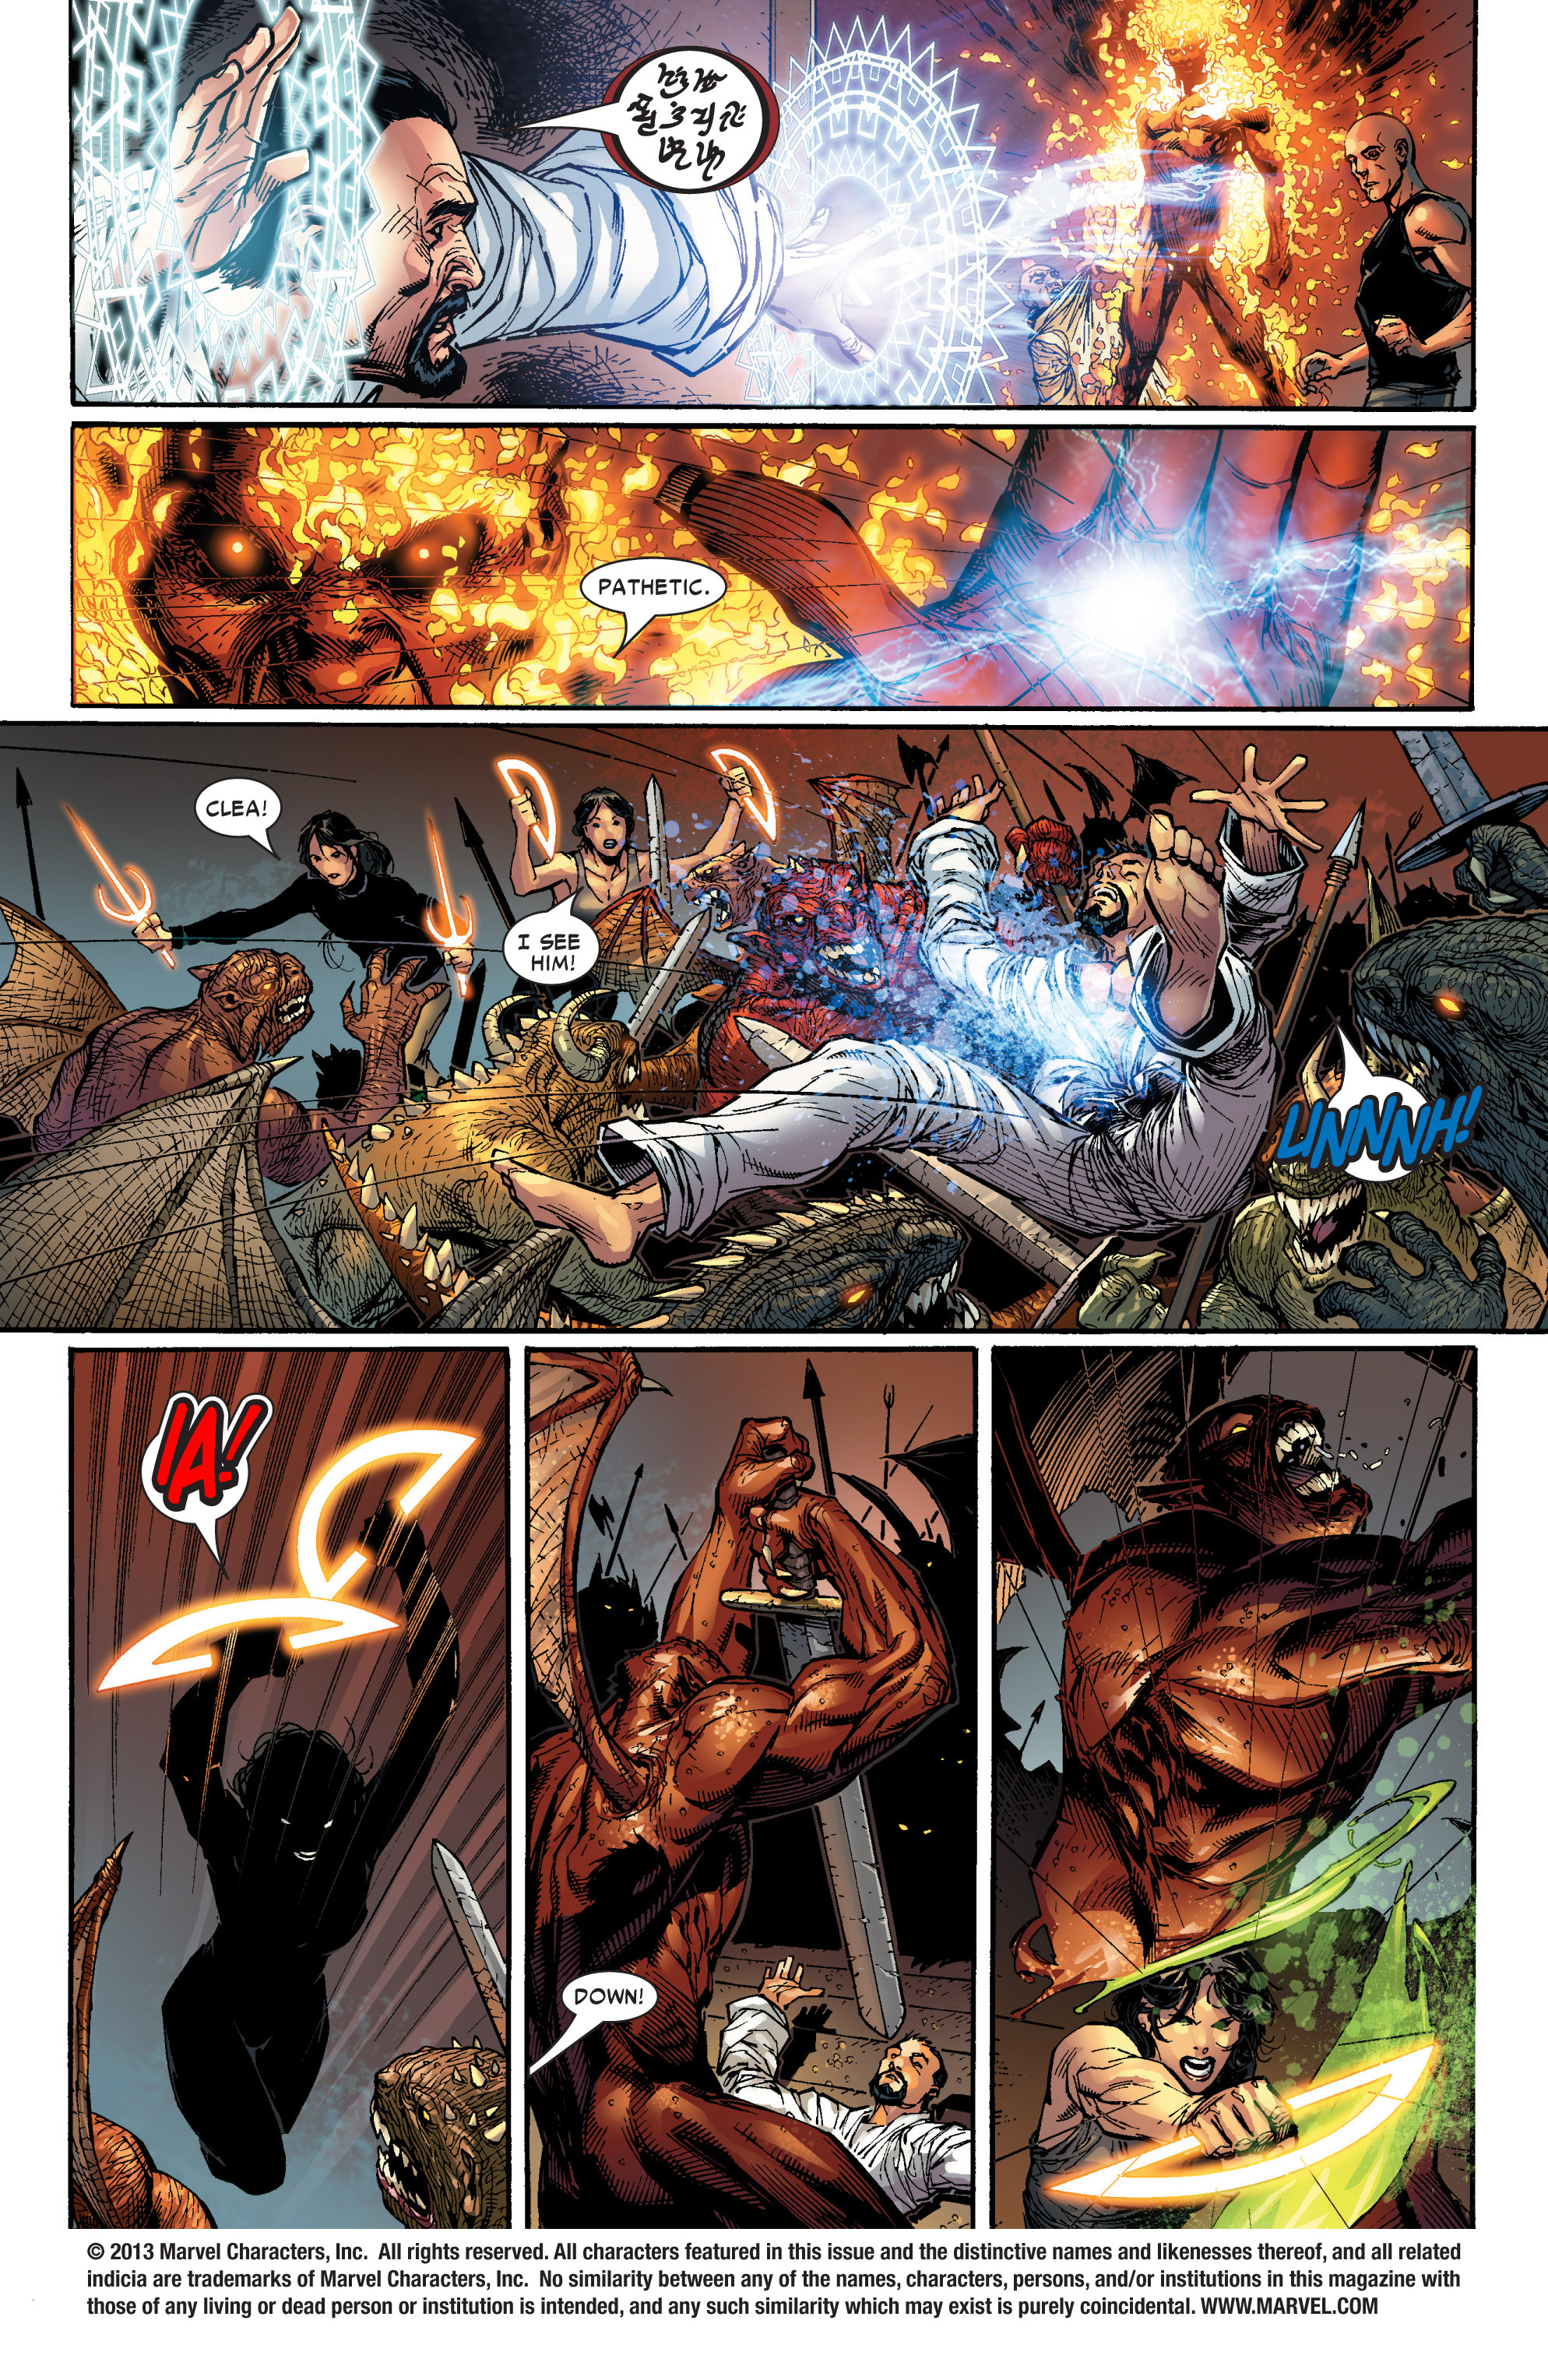 PATHETIC.
CLEA!
I SEE
HIM!
UNNNH!
IA!
DOWN!
© 2013 Marvel Characters, Inc.  All rights reserved. All characters featured in this issue and the distinctive names and likenesses thereof, and all related
indicia are trademarks of Marvel Characters, Inc.  No similarity between any of the names, characters, persons, and/or institutions in this magazine with
those of any living or dead person or institution is intended, and any such similarity which may exist is purely coincidental. WWW.MARVEL.COM